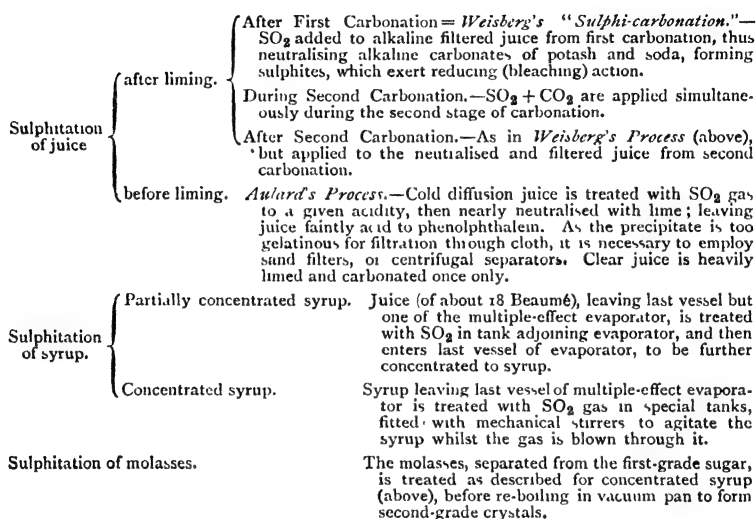 After First Carbonation = Weisberg's "Sulphi-carbonation."—
SO2 added to alkaline filtered juice from first carbonation, thus
neutralising alkaline carbonates of potash and soda, forming
sulphites, which exert reducing (bleaching) action.
after liming.
During Second Carbonation.—SO2 + CO2 are applied simultane-
ously during the second stage of carbonation.
Sulphitation
of juice
After Second Carbonation.—As in Weisberg's Process (above),
but applied to the neutialised and filtered juice from second
carbonation.
before liming. Aulard's Process.—Cold diffusion juice is treated with SO2 gas
to a given acidity, then nearly neutralised with lime; leaving
juice faintly acid to phenolphthalein. As the precipitate is too
gelatinous for filtration through cloth, it is necessary to employ
sand filters, or centrifugal separators. Clear juice is heavily
limed and carbonated once only.
Partially concentrated syrup. Juice (of about 18 Beaumé), leaving last vessel but
one of the multiple-effect evaporator, is treated
with SO2 in tank adjoining evaporator, and then
enters last vessel of evaporator, to be further
concentrated to syrup.
Sulphitation
of syrup.
Concentrated syrup. Syrup leaving last vessel of multiple-effect evapora-
tor is treated with SO2 gas in special tanks,
fitted with mechanical stirrers to agitate the
syrup whilst the gas is blown through it.
Sulphitation of molasses. The molasses, separated from the first-grade sugar,
is treated as described for concentrated syrup
(above), before re-boiling in vacuum pan to form
second-grade crystals.